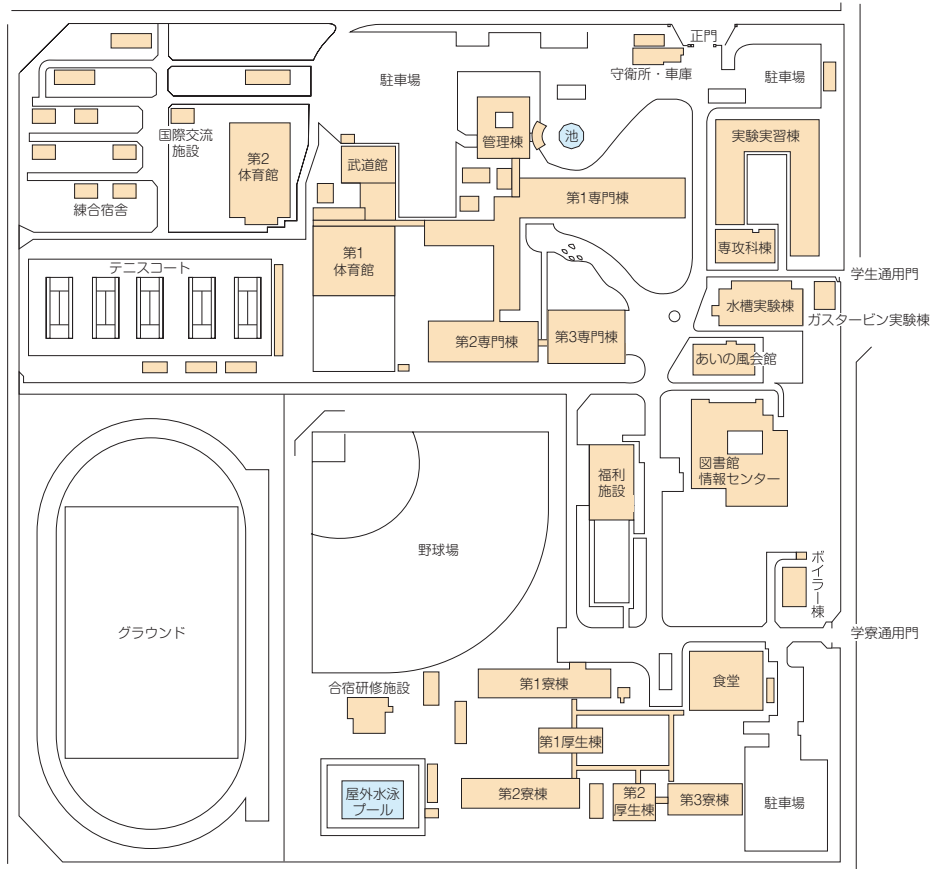 正門
守衛所・車庫
駐車場
駐車場
池
管理棟
実験実習棟
国際交流
施設
第2
体育館
武道館
第1専門棟
練合宿舎
専攻科棟
第1
体育館
テニスコート
学生通用門
水槽実験棟
ガスタービン実験棟
第2専門棟
第3専門棟
あいの風会館
図書館
情報センター
福利
施設
野球場
ボイラー棟
グラウンド
学寮通用門
合宿研修施設
第1寮棟
食堂
第1厚生棟
屋外水泳
プール
第2寮棟
第2
厚生棟
第3寮棟
駐車場